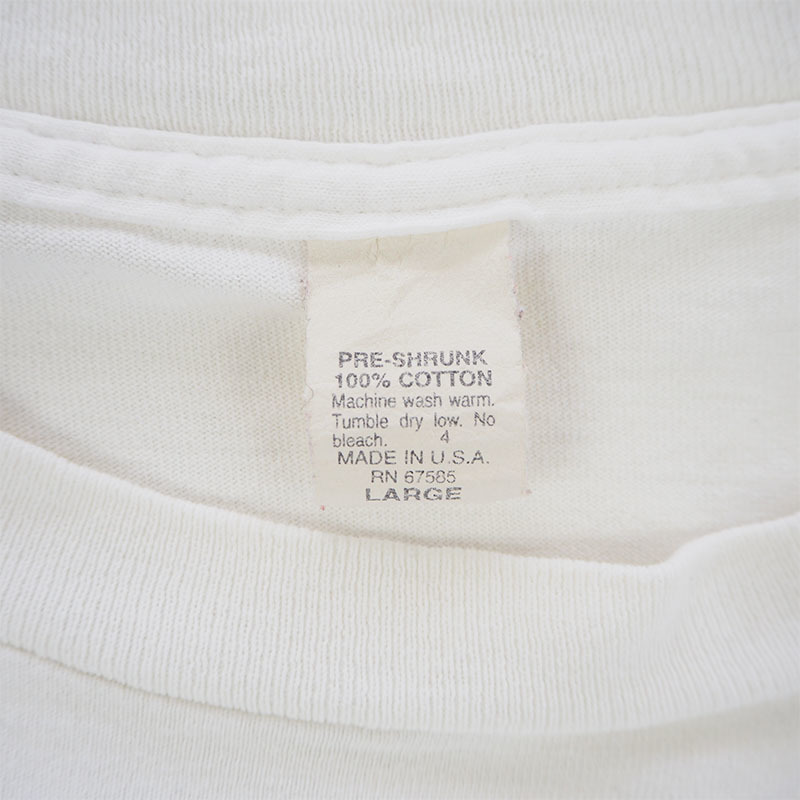 PRE-SHRUNK
100% COTTON
Machine wash warm.
Tumble dry low. No
bleach. 4
MADE IN U.S.A.
RN 67585
LARGE